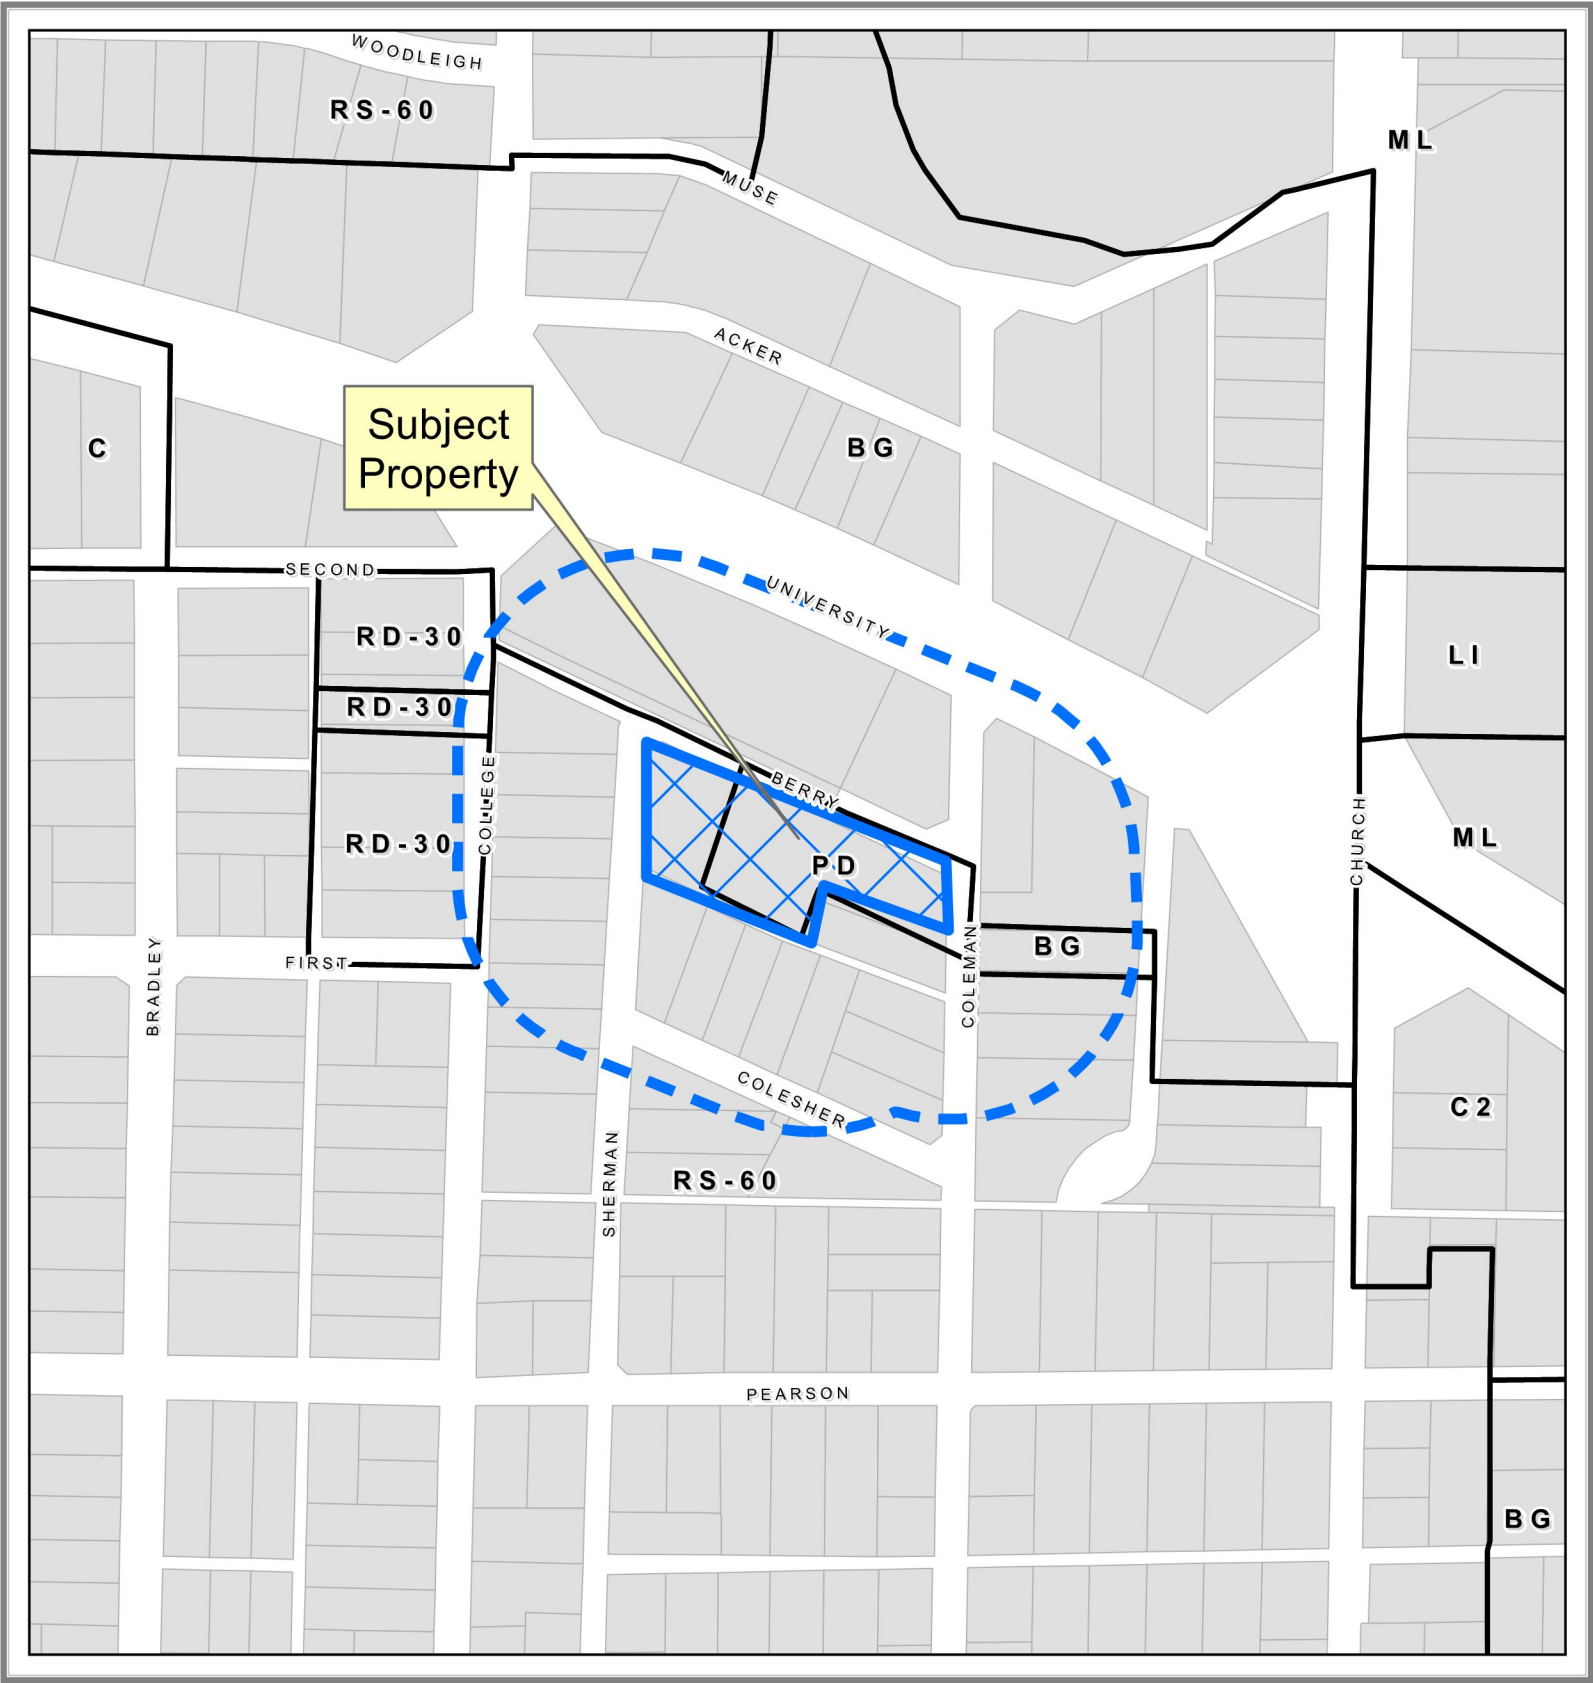 WOODLEIGH
RS-60
ML
MUSE
ACKER
Subject
Property
C
BG
SECOND
UNIVERSITY
RD-30
LI
RD-30
BERRY
COLLEGE
RD-30
CHURCH
ML
PD
BG
FIRST
BRADLEY
COLEMAN
COLESHER
C2
SHERMAN
RS-60
PEARSON
BG